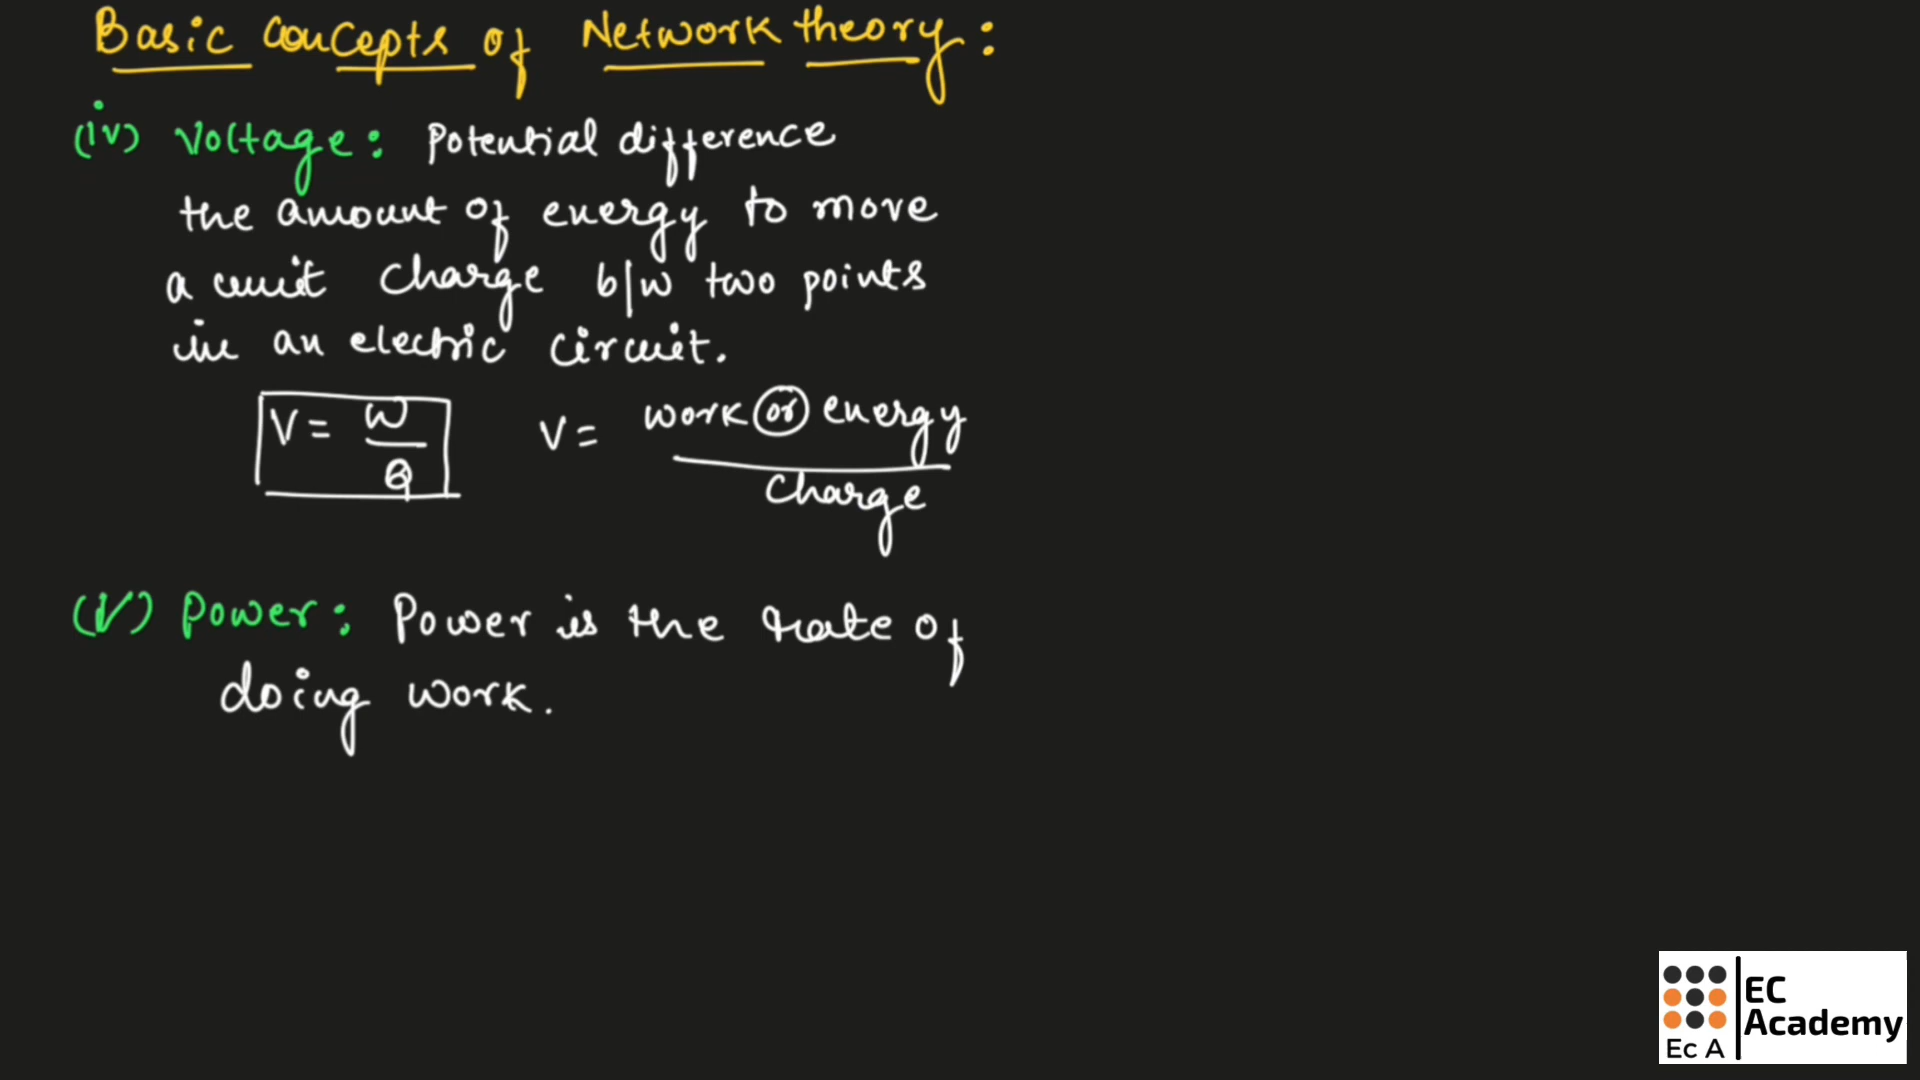 Basic Concepts of Network theory:
(iv) Voltage: Potential difference
the amount of energy to move
a unit charge b/w two points
in an electric circuit.
V = W/Q V = work or energy / charge
(V) Power: Power is the rate of
doing work.
EC
Academy
Ec A